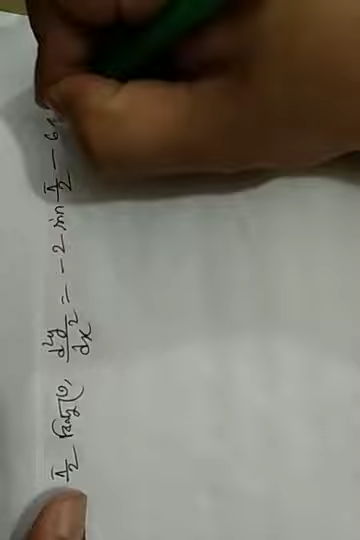 π/2 বিন্দুতে, d²y/dx² = -2 sin π/2 - 6